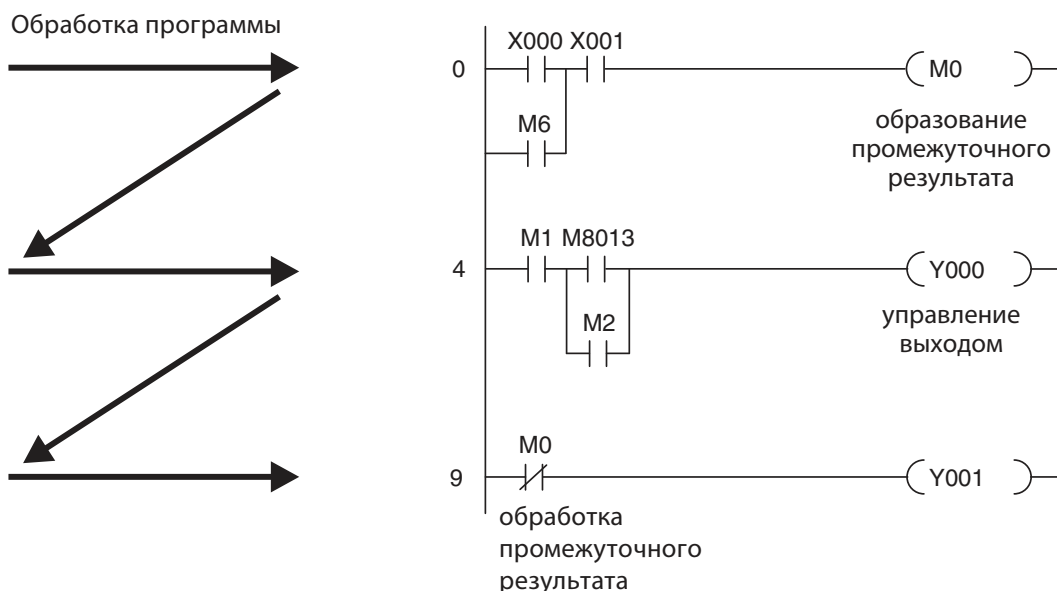 Обработка программы
X000 X001
0
M0
M6
образование
промежуточного
результата
M1 M8013
4
Y000
M2
управление
выходом
M0
9
Y001
обработка
промежуточного
результата